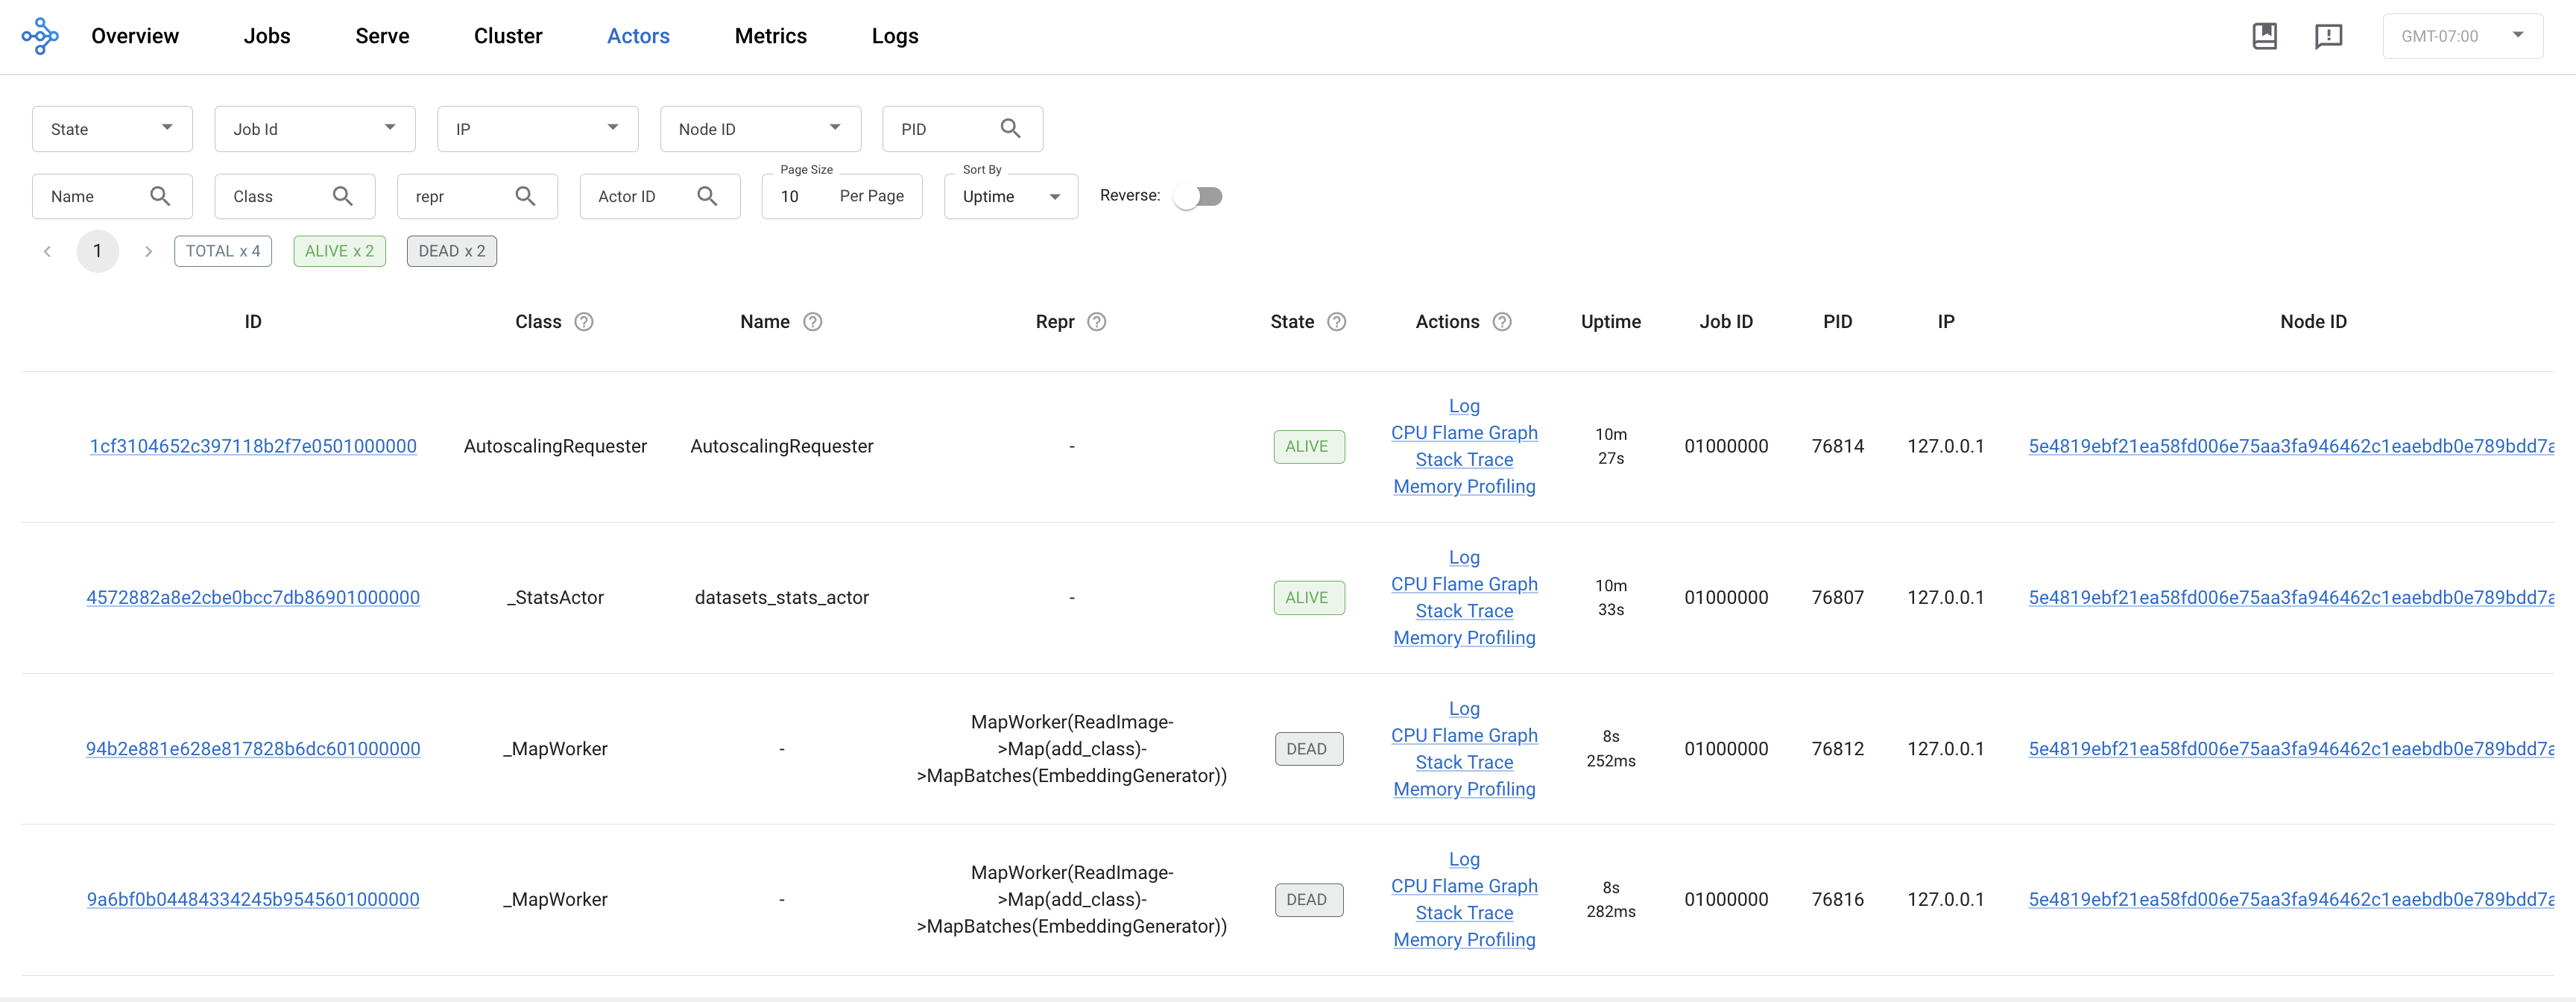 Overview Jobs Serve Cluster Actors Metrics Logs GMT-07:00
State Job Id IP Node ID PID
Page Size Sort By
Name Class repr Actor ID 10 Per Page Uptime Reverse:
1 TOTAL x 4 ALIVE x 2 DEAD x 2
ID Class Name Repr State Actions Uptime Job ID PID IP Node ID
1cf3104652c397118b2f7e0501000000 AutoscalingRequester AutoscalingRequester - ALIVE Log
CPU Flame Graph
Stack Trace
Memory Profiling 10m
27s 01000000 76814 127.0.0.1 5e4819ebf21ea58fd006e75aa3fa946462c1eaebdb0e789bdd7a
4572882a8e2cbe0bcc7db86901000000 _StatsActor datasets_stats_actor - ALIVE Log
CPU Flame Graph
Stack Trace
Memory Profiling 10m
33s 01000000 76807 127.0.0.1 5e4819ebf21ea58fd006e75aa3fa946462c1eaebdb0e789bdd7a
94b2e881e628e817828b6dc601000000 _MapWorker - MapWorker(ReadImage-
>Map(add_class)-
>MapBatches(EmbeddingGenerator)) DEAD Log
CPU Flame Graph
Stack Trace
Memory Profiling 8s
252ms 01000000 76812 127.0.0.1 5e4819ebf21ea58fd006e75aa3fa946462c1eaebdb0e789bdd7a
9a6bf0b04484334245b9545601000000 _MapWorker - MapWorker(ReadImage-
>Map(add_class)-
>MapBatches(EmbeddingGenerator)) DEAD Log
CPU Flame Graph
Stack Trace
Memory Profiling 8s
282ms 01000000 76816 127.0.0.1 5e4819ebf21ea58fd006e75aa3fa946462c1eaebdb0e789bdd7a